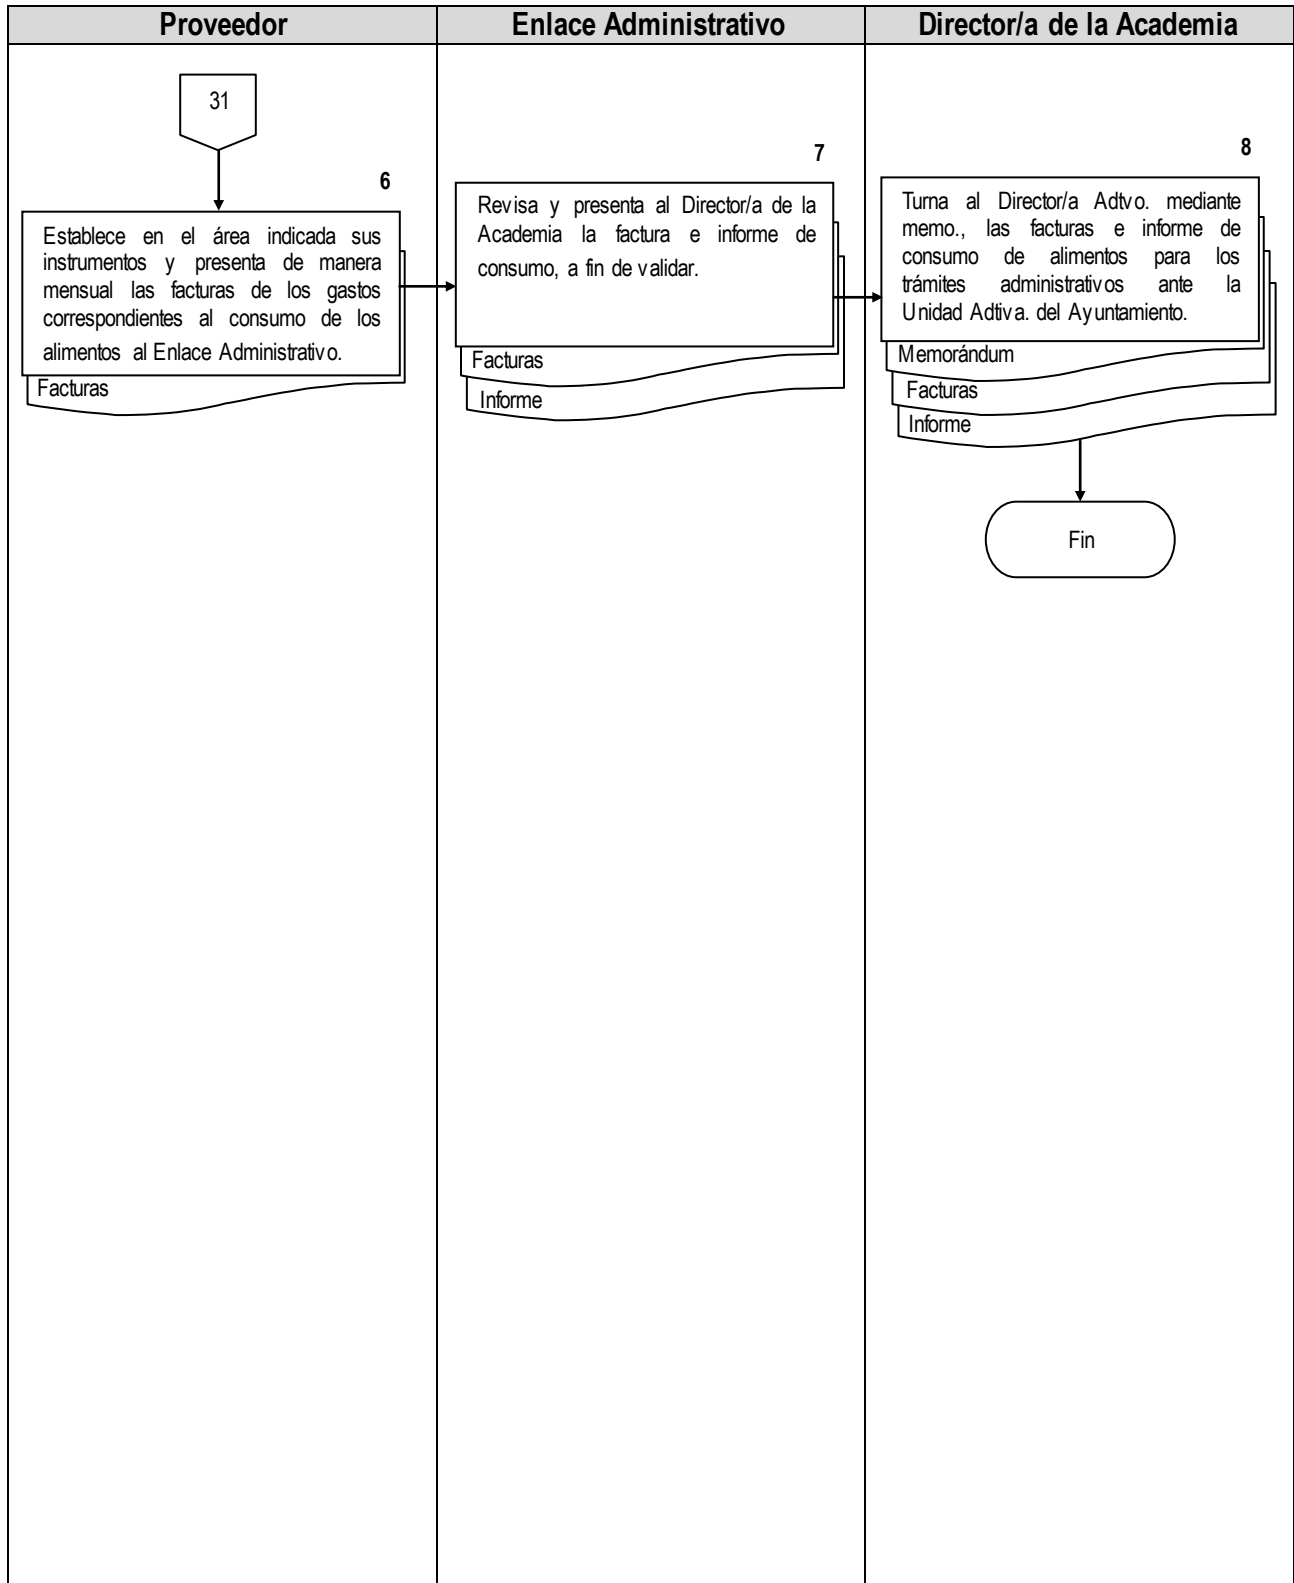 Proveedor
Enlace Administrativo
Director/a de la Academia
31
6
Establece en el área indicada sus
instrumentos y presenta de manera
mensual las facturas de los gastos
correspondientes al consumo de los
alimentos al Enlace Administrativo.
Facturas
7
Revisa y presenta al Director/a de la
Academia la factura e informe de
consumo, a fin de validar.
Facturas
Informe
8
Turna al Director/a Adtvo. mediante
memo., las facturas e informe de
consumo de alimentos para los
trámites administrativos ante la
Unidad Adtiva. del Ayuntamiento.
Memorándum
Facturas
Informe
Fin